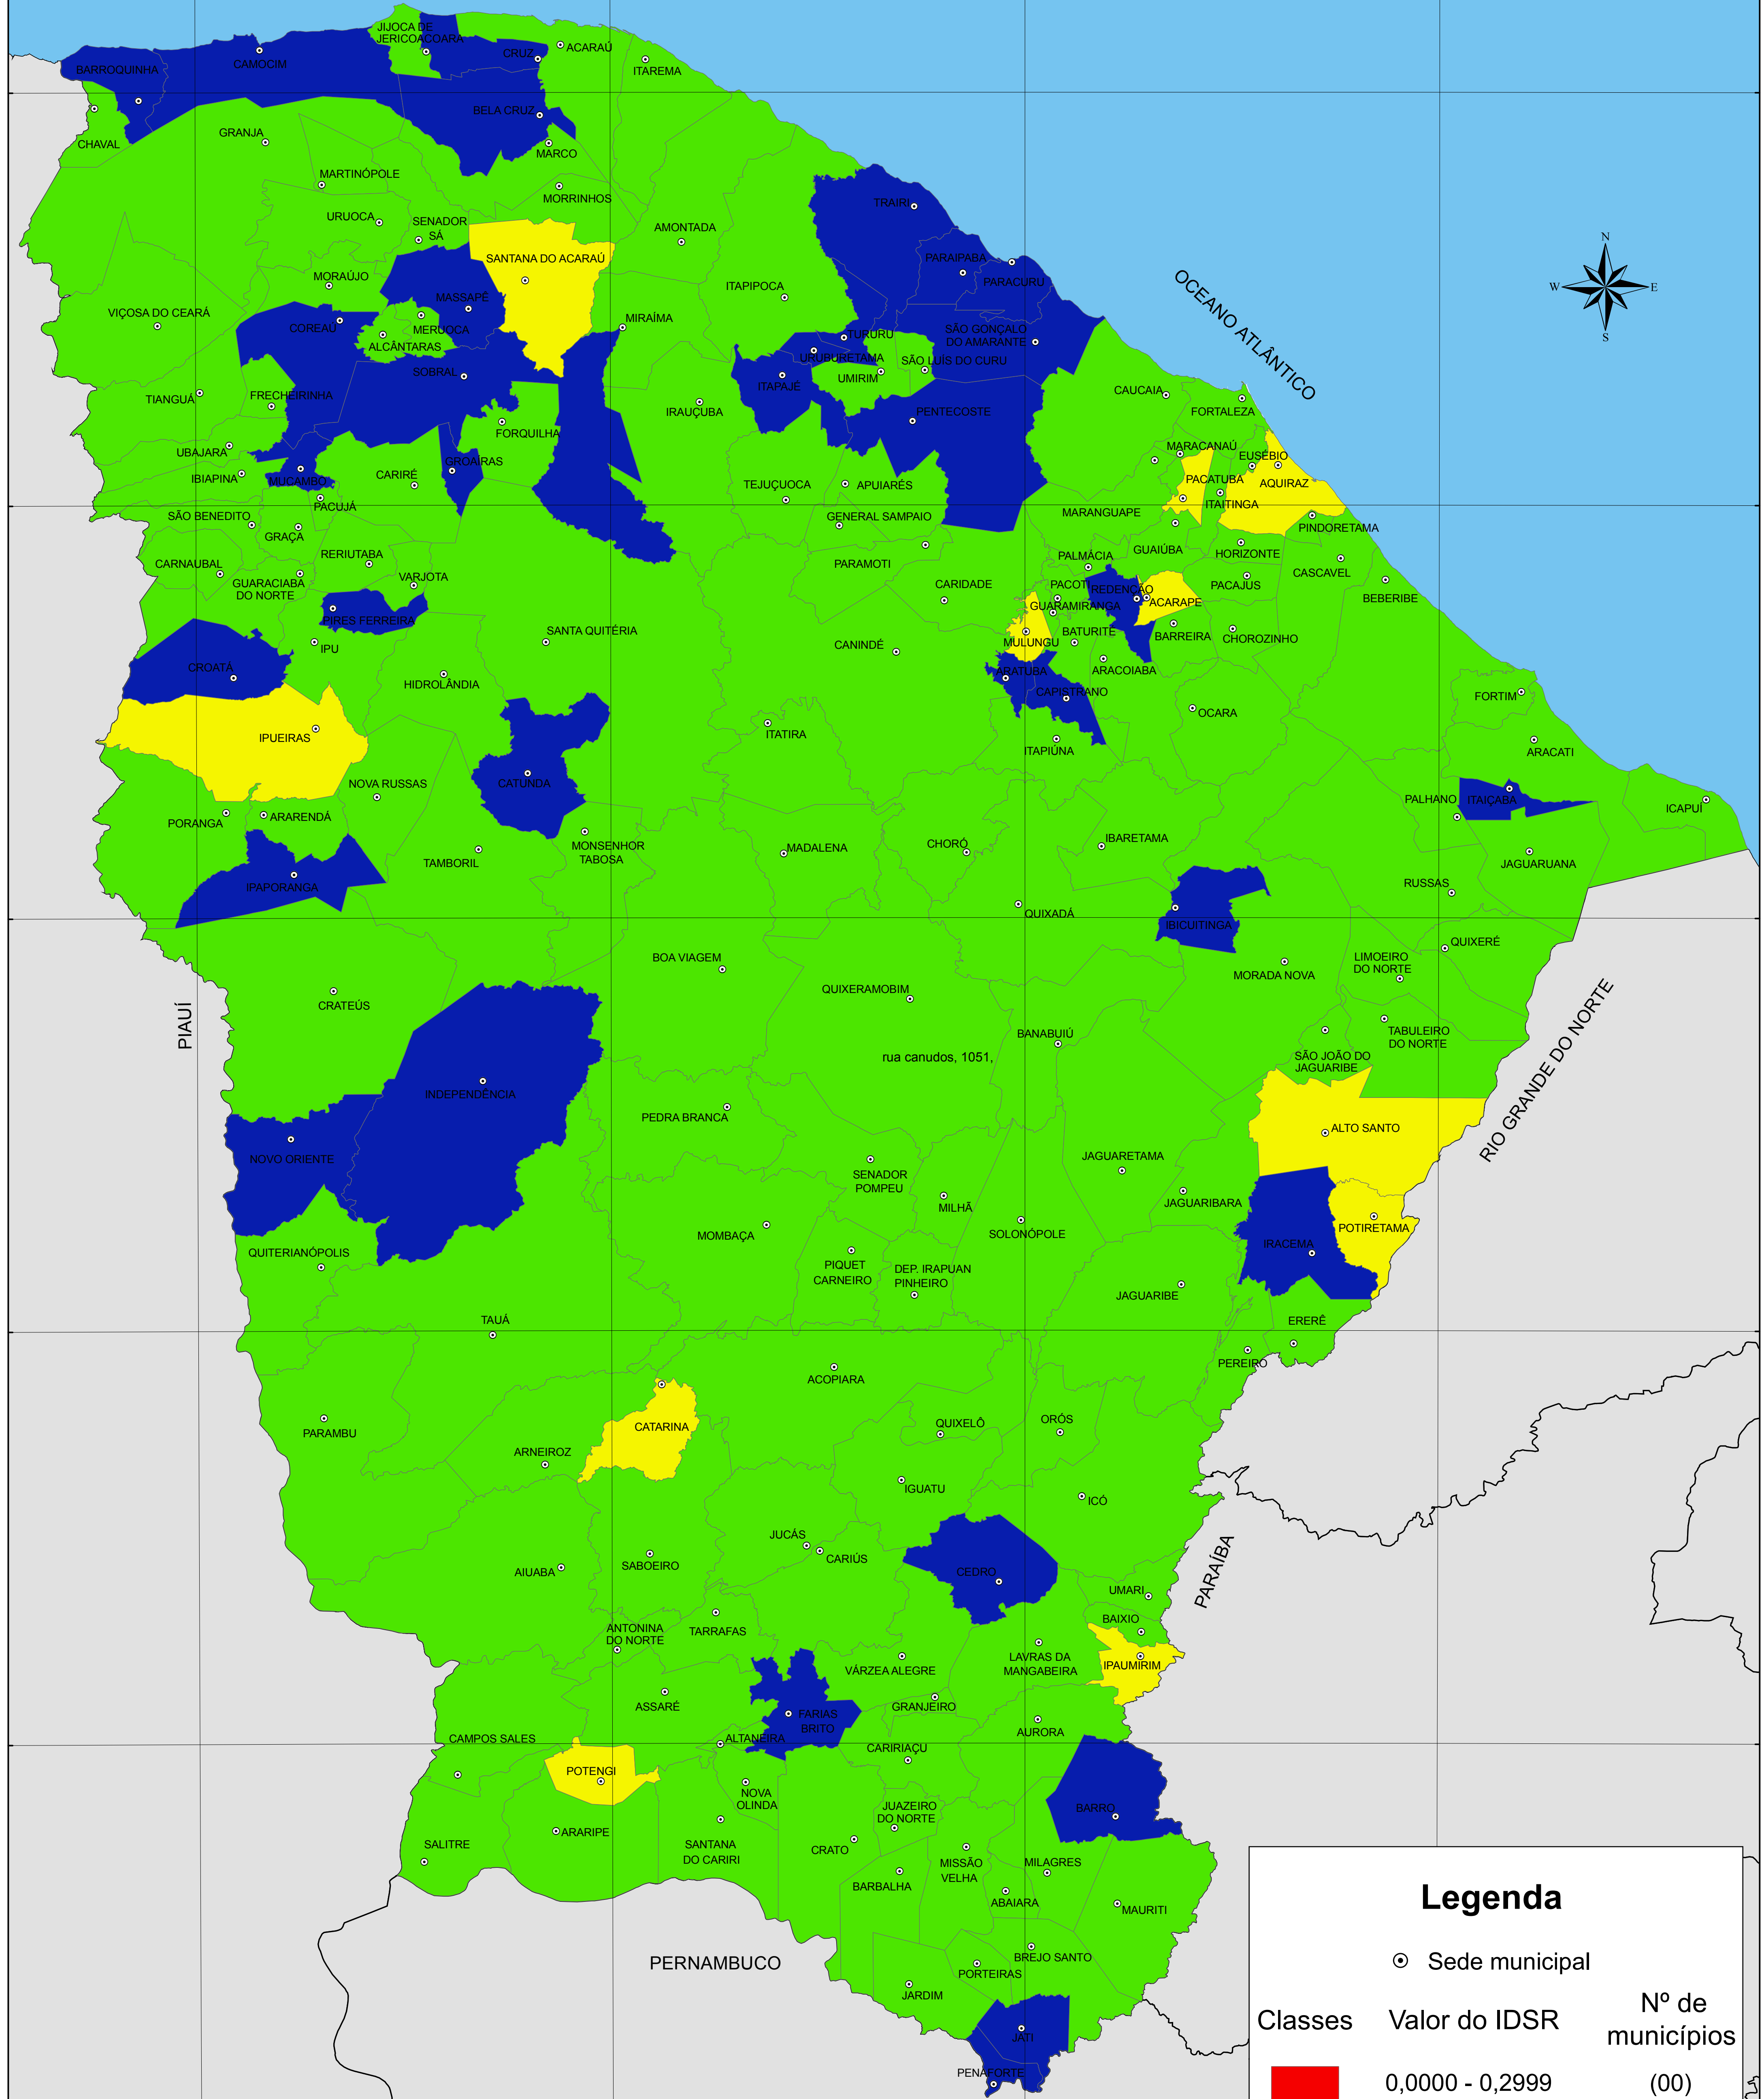 JIJOCA DE
JERICOACOARA
CRUZ
ACARAÚ
ITAREMA
BARROQUINHA
CAMOCIM
BELA CRUZ
CHAVAL
GRANJA
MARCO
MARTINÓPOLE
MORRINHOS
URUOCA
SENADOR
SÁ
AMONTADA
TRAIRI
SANTANA DO ACARAÚ
PARAIPABA
PARACURU
MORAÚJO
ITAPIPOCA
MASSAPÊ
VIÇOSA DO CEARÁ
COREAÚ
MERUOCA
ALCÂNTARAS
MIRAÍMA
TURURU
SÃO GONÇALO
DO AMARANTE
URUBURETAMA
SÃO LUÍS DO CURU
SOBRAL
UMIRIM
ITAPAJÉ
TIANGUÁ
FRECHEIRINHA
IRAUÇUBA
PENTECOSTE
CAUCAIA
FORTALEZA
FORQUILHA
MARACANAÚ
EUSÉBIO
UBAJARA
IBIAPINA
MUCAMBO
CARIRÉ
GROAÍRAS
TEJUÇUOCA
APUIARÉS
PACATUBA
AQUIRAZ
ITAITINGA
PACUJÁ
SÃO BENEDITO
GRAÇA
GENERAL SAMPAIO
MARANGUAPE
PINDORETAMA
RERIUTABA
CARNAUBAL
GUARACIABA
DO NORTE
VARJOTA
PARAMOTI
CARIDADE
PALMÁCIA
GUAIÚBA
HORIZONTE
CASCAVEL
PACOTI
REDENÇÃO
PACAJUS
BEBERIBE
GUARAMIRANGA
ACARAPE
PIRES FERREIRA
IPU
SANTA QUITÉRIA
CANINDÉ
MULUNGU
BATURITÉ
BARREIRA
CHOROZINHO
CROATÁ
HIDROLÂNDIA
ARATUBA
ARACOIABA
CAPISTRANO
FORTIM
OCARA
IPUEIRAS
ITATIRA
ITAPIÚNA
ARACATI
NOVA RUSSAS
CATUNDA
PALHANO
ITAIÇABA
ICAPUÍ
PORANGA
ARARENDÁ
TAMBORIL
MONSENHOR
TABOSA
MADALENA
CHORÓ
IBARETAMA
JAGUARUANA
IPAPORANGA
RUSSAS
QUIXADÁ
IBICUITINGA
QUIXERÉ
BOA VIAGEM
LIMOEIRO
DO NORTE
MORADA NOVA
CRATEÚS
QUIXERAMOBIM
BANABUIÚ
TABULEIRO
DO NORTE
rua canudos, 1051,
SÃO JOÃO DO
JAGUARIBE
INDEPENDÊNCIA
PEDRA BRANCA
ALTO SANTO
NOVO ORIENTE
SENADOR
POMPEU
JAGUARETAMA
MILHÃ
JAGUARIBARA
POTIRETAMA
MOMBAÇA
SOLONÓPOLE
IRACEMA
QUITERIANÓPOLIS
PIQUET
CARNEIRO
DEP. IRAPUAN
PINHEIRO
JAGUARIBE
TAUÁ
ERERÊ
PEREIRO
ACOPIARA
PARAMBU
CATARINA
QUIXELÔ
ORÓS
ARNEIROZ
IGUATU
ICÓ
JUCÁS
CARIÚS
AIUABA
SABOEIRO
CEDRO
UMARI
BAIXIO
ANTONINA
DO NORTE
TARRAFAS
LAVRAS DA
MANGABEIRA
IPAUMIRIM
VÁRZEA ALEGRE
ASSARÉ
GRANJEIRO
FARIAS
BRITO
AURORA
CAMPOS SALES
ALTANEIRA
CARIRIAÇU
POTENGI
NOVA
OLINDA
JUAZEIRO
DO NORTE
BARRO
SALITRE
ARARIPE
SANTANA
DO CARIRI
CRATO
MISSÃO
VELHA
MILAGRES
BARBALHA
ABAIARA
MAURITI
BREJO SANTO
PORTEIRAS
JARDIM
JATI
PENAFORTE
OCEANO ATLÂNTICO
N
W
E
S
PIAUÍ
RIO GRANDE DO NORTE
PARAÍBA
PERNAMBUCO
Legenda
Sede municipal
Classes Valor do IDSR Nº de
municípios
0,0000 - 0,2999 (00)